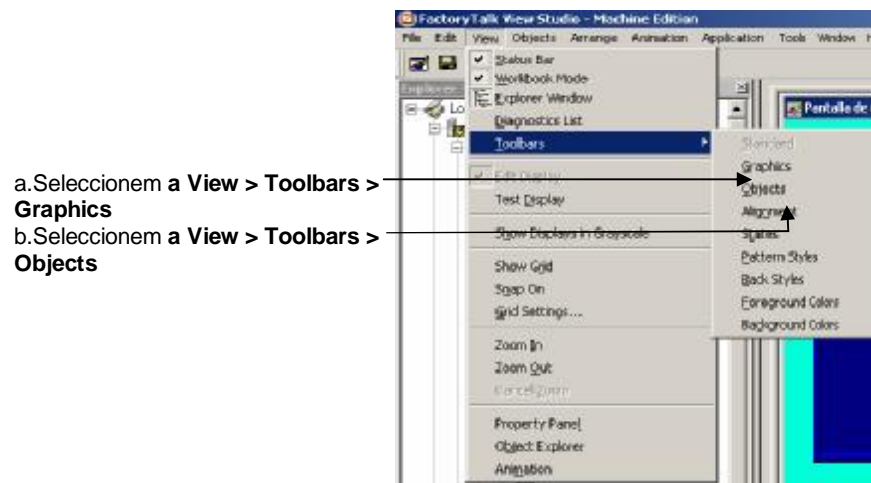 FactoryTalk View Studio - Machine Edition
File Edit View Objects Arrange Animation Application Tools Window
Explorer
Status Bar
Workbook Mode
Explorer Window
Diagnostics List
Toolbars
Edit Display
Test Display
Show Displays in Grayscale
Show Grid
Snap On
Grid Settings...
Zoom In
Zoom Out
Cancel Zoom
Property Panel
Object Explorer
Animation
Standard
Graphics
Objects
Alignment
States
Pattern Styles
Back Styles
Foreground Colors
Background Colors
Pantalla de
a.Seleccionem a View > Toolbars >
Graphics
b.Seleccionem a View > Toolbars >
Objects